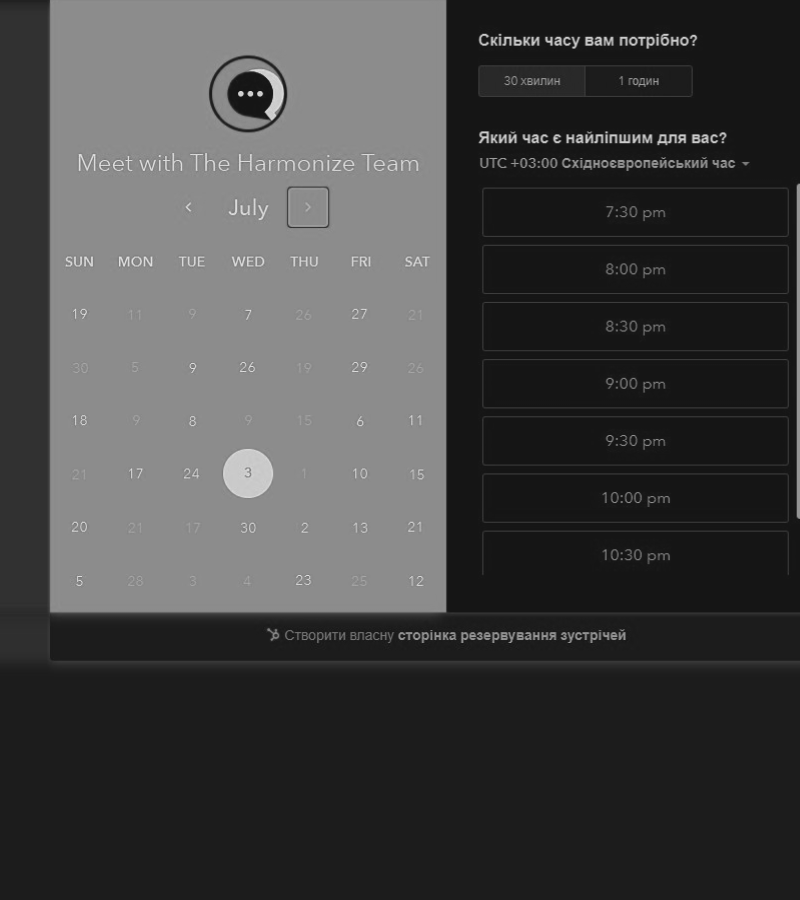 Meet with The Harmonize Team
July
SUN MON TUE WED THU FRI SAT
19 11 9 7 26 27 21
30 5 9 26 19 29 26
18 9 8 9 15 6 11
21 17 24 3 1 10 15
20 21 17 30 2 13 21
5 28 3 4 23 25 12
Скільки часу вам потрібно?
30 хвилин 1 годин
Який час є найліпшим для вас?
UTC +03:00 Східноєвропейський час
7:30 pm
8:00 pm
8:30 pm
9:00 pm
9:30 pm
10:00 pm
10:30 pm
Створити власну сторінка резервування зустрічей